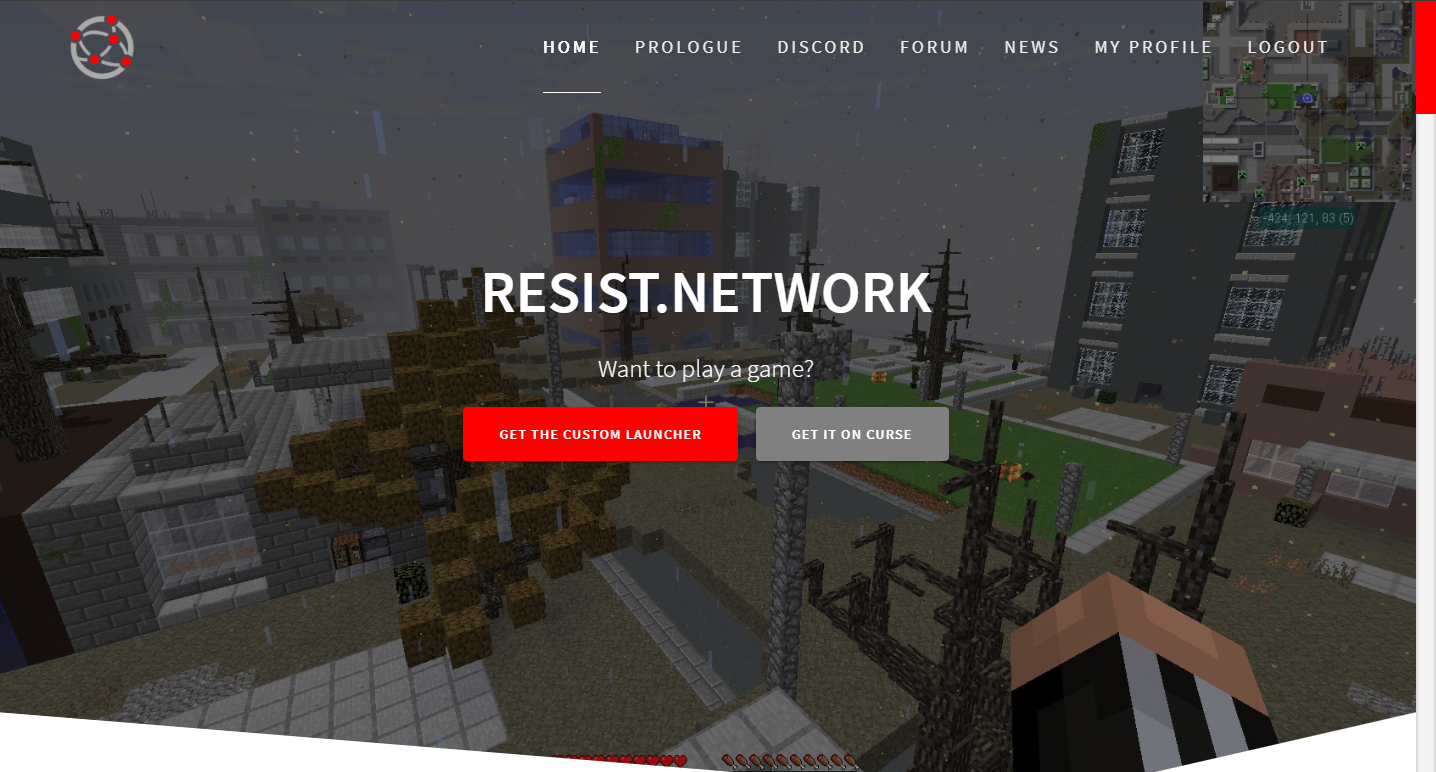 HOME PROLOGUE DISCORD FORUM NEWS MY PROFILE LOGOUT
-424, 121, 83 (5)
RESIST.NETWORK
Want to play a game?
GET THE CUSTOM LAUNCHER GET IT ON CURSE